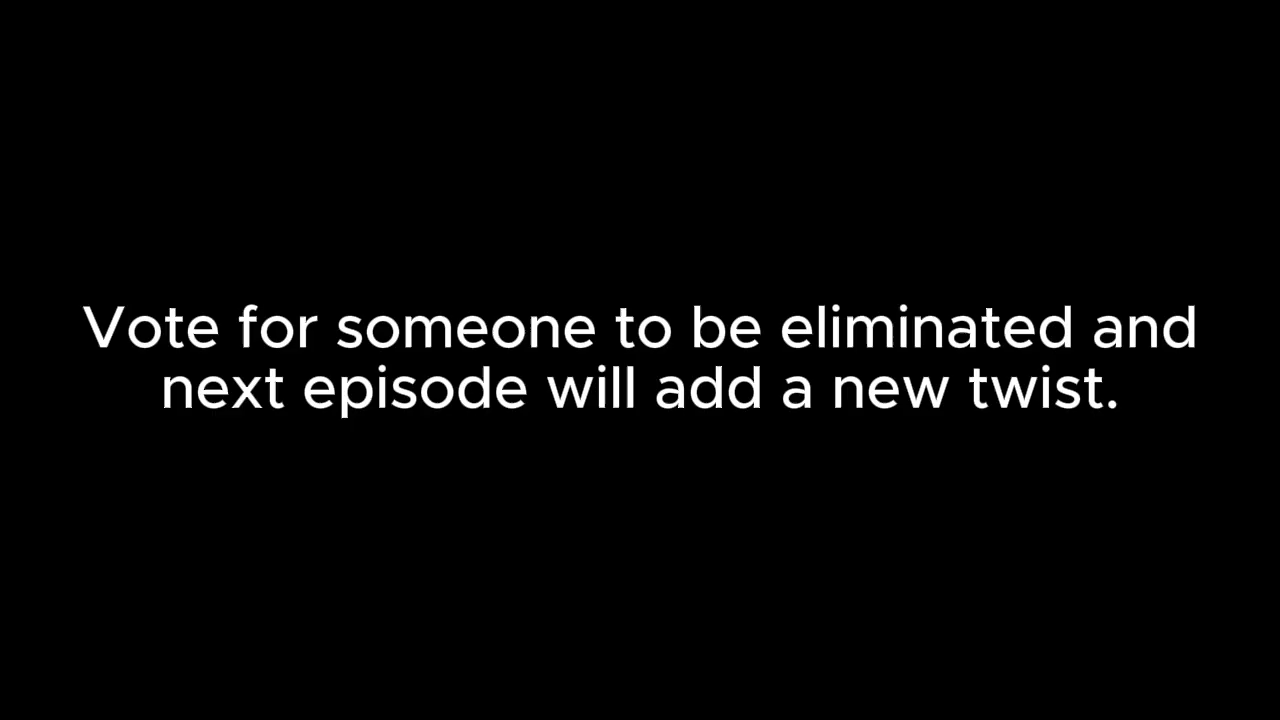 Vote for someone to be eliminated and
next episode will add a new twist.